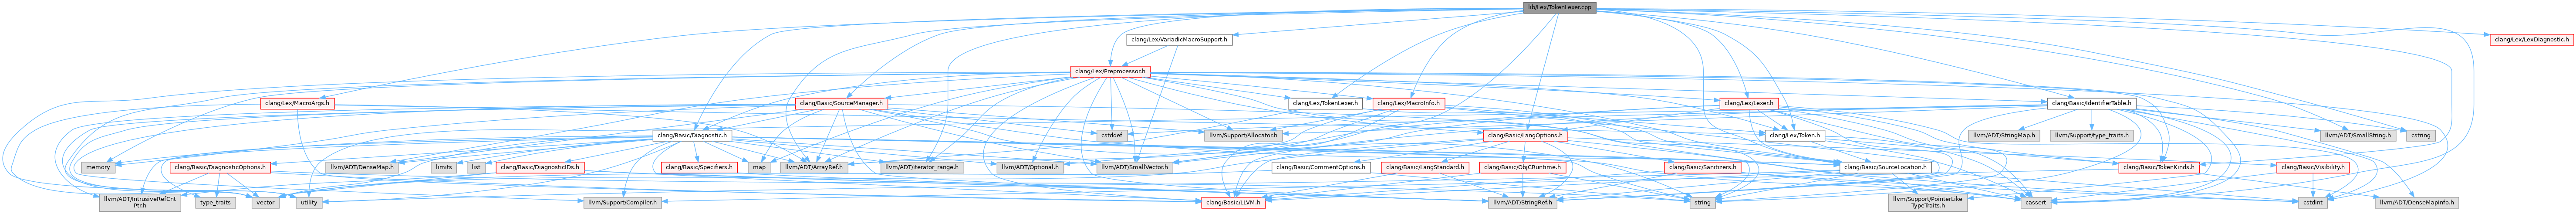 lib/Lex/TokenLexer.cpp
clang/Lex/VariadicMacroSupport.h
clang/Lex/LexDiagnostic.h
clang/Lex/Preprocessor.h
clang/Lex/MacroArgs.h
clang/Basic/SourceManager.h
clang/Lex/TokenLexer.h
clang/Lex/MacroInfo.h
clang/Lex/Lexer.h
clang/Basic/IdentifierTable.h
clang/Basic/Diagnostic.h
cstddef
llvm/Support/Allocator.h
clang/Basic/LangOptions.h
clang/Lex/Token.h
llvm/ADT/StringMap.h
llvm/Support/type_traits.h
llvm/ADT/SmallString.h
cstring
memory
clang/Basic/DiagnosticOptions.h
llvm/ADT/DenseMap.h
limits
list
clang/Basic/DiagnosticIDs.h
clang/Basic/Specifiers.h
map
llvm/ADT/ArrayRef.h
llvm/ADT/iterator_range.h
llvm/ADT/Optional.h
llvm/ADT/SmallVector.h
clang/Basic/CommentOptions.h
clang/Basic/LangStandard.h
clang/Basic/ObjCRuntime.h
clang/Basic/Sanitizers.h
clang/Basic/SourceLocation.h
clang/Basic/TokenKinds.h
clang/Basic/Visibility.h
llvm/ADT/IntrusiveRefCnt
Ptr.h
type_traits
vector
utility
llvm/Support/Compiler.h
clang/Basic/LLVM.h
llvm/ADT/StringRef.h
string
llvm/Support/PointerLike
TypeTraits.h
cassert
cstdint
llvm/ADT/DenseMapInfo.h